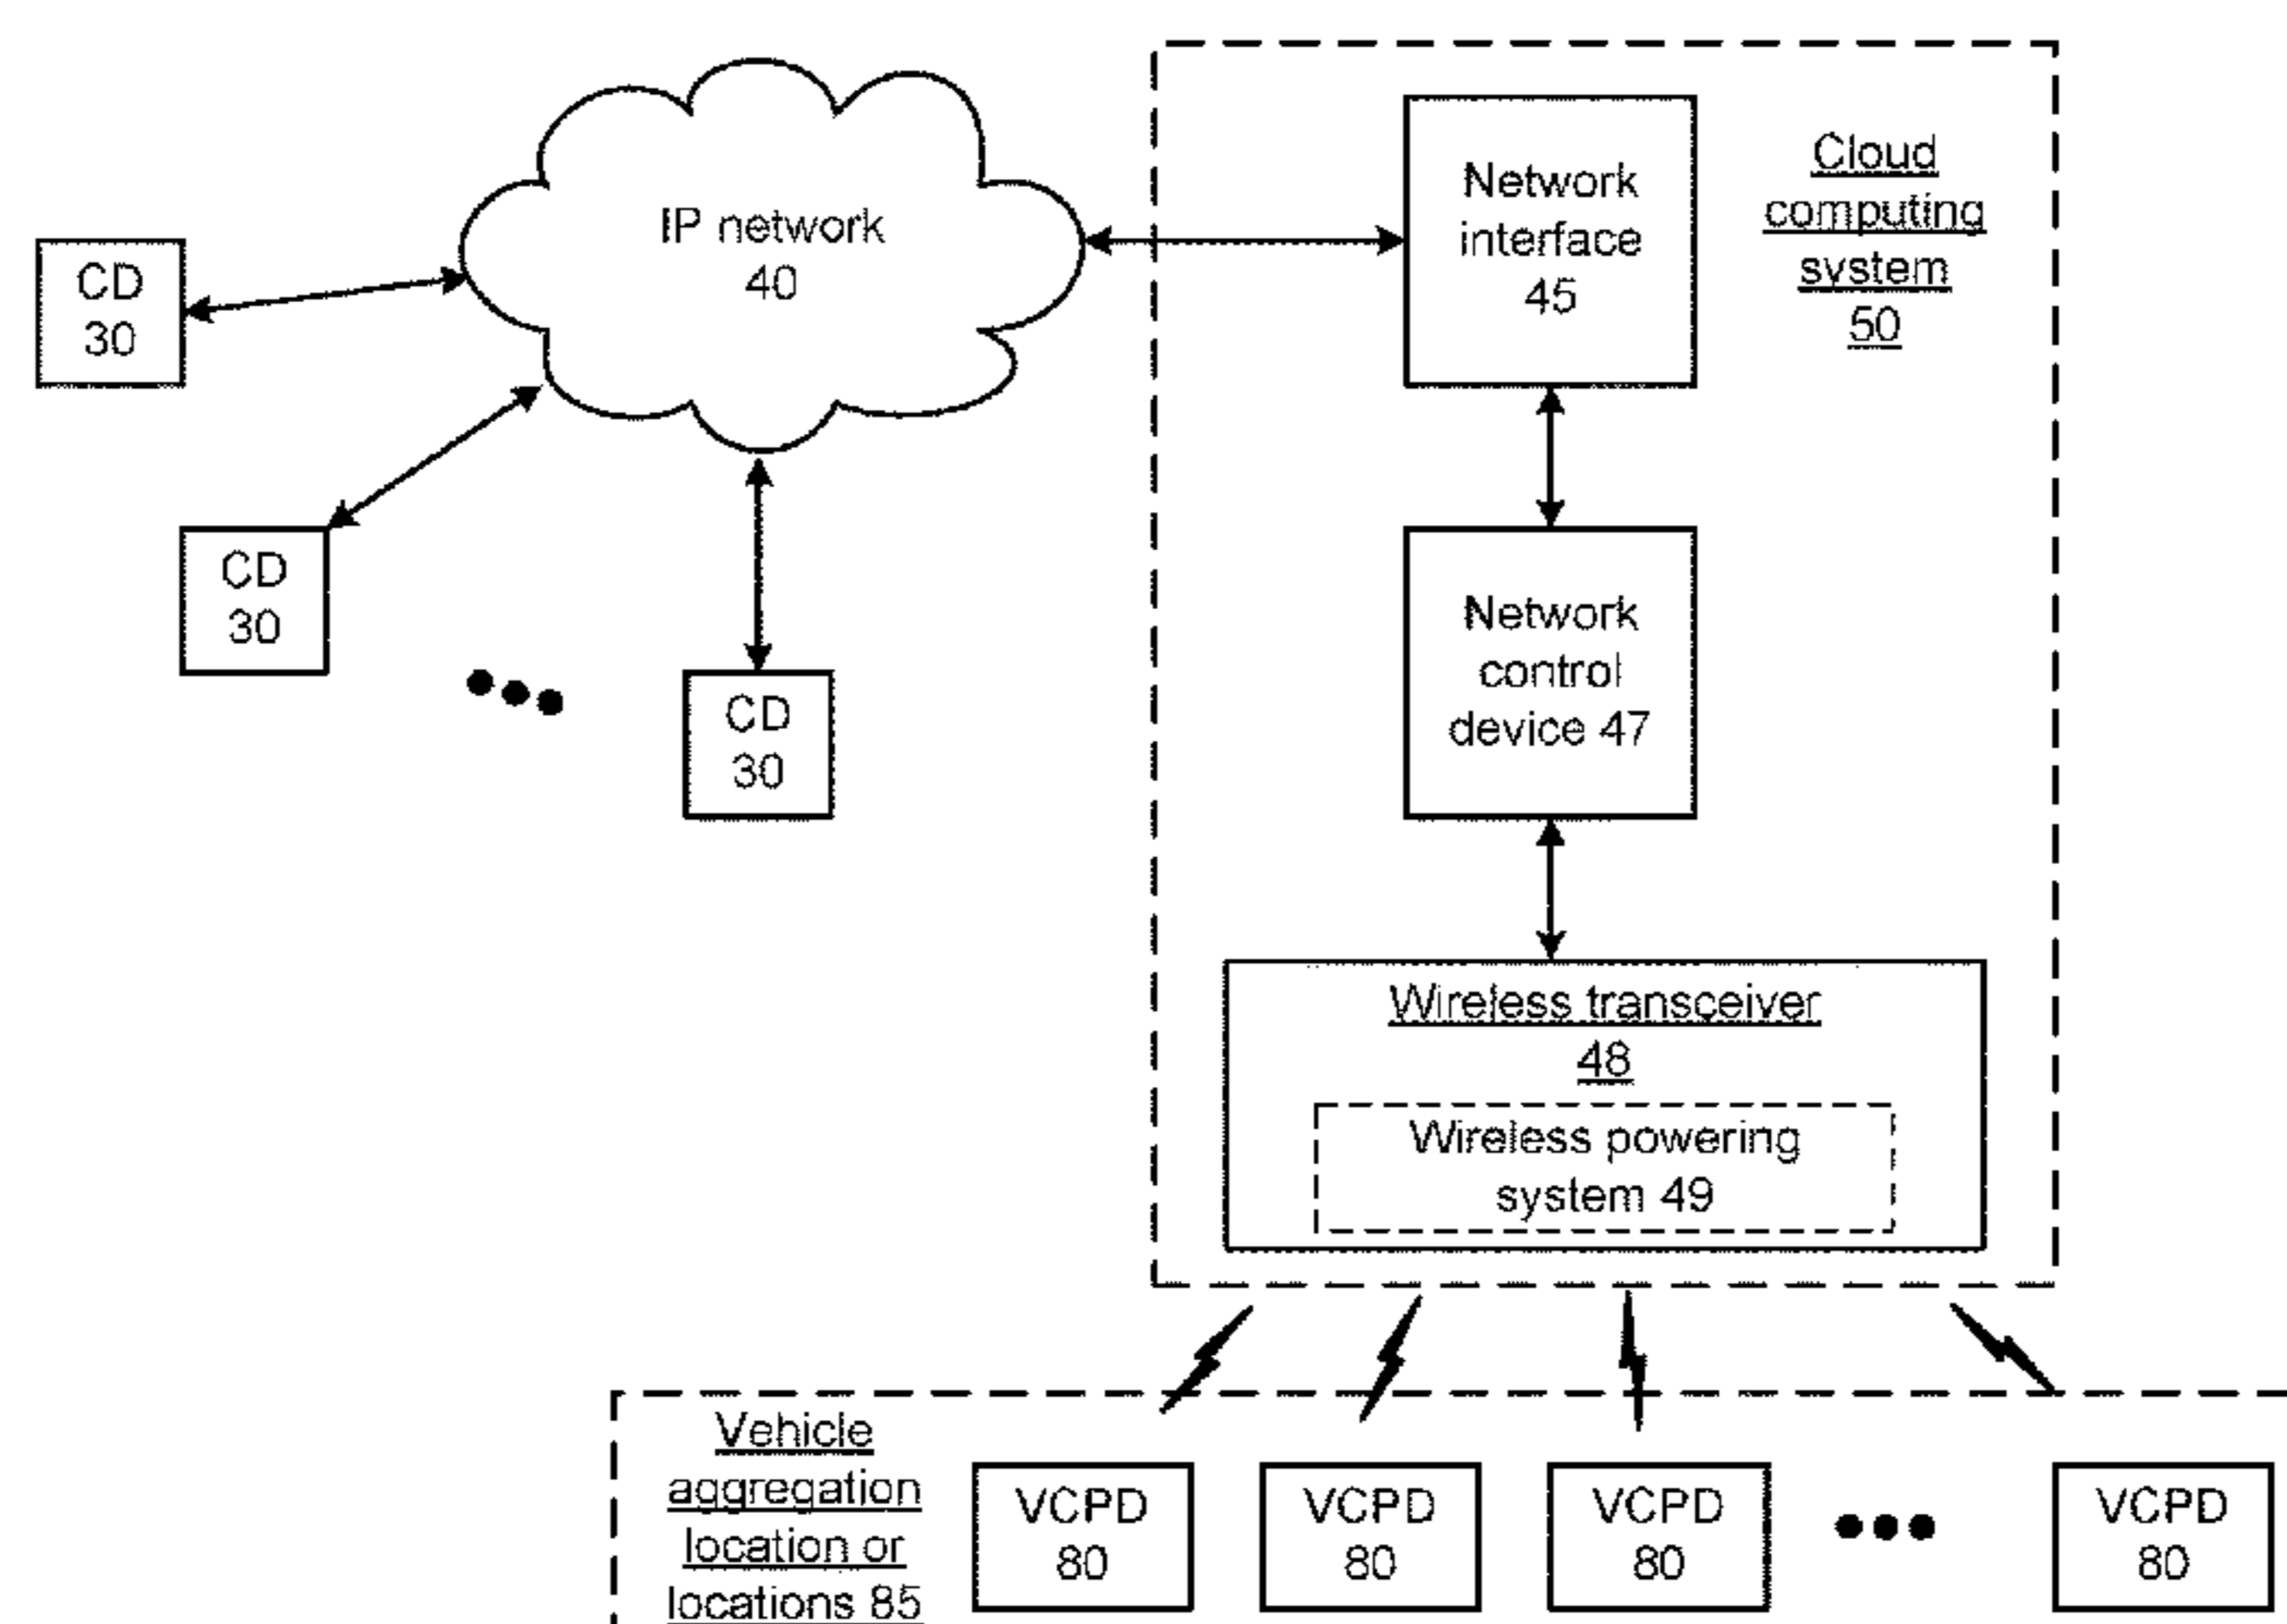 IP network
40
CD
30
CD
30
CD
30
Network
interface
45
Cloud
computing
system
50
Network
control
device 47
Wireless transceiver
48
Wireless powering
system 49
Vehicle
aggregation
location or
locations 85
VCPD
80
VCPD
80
VCPD
80
VCPD
80